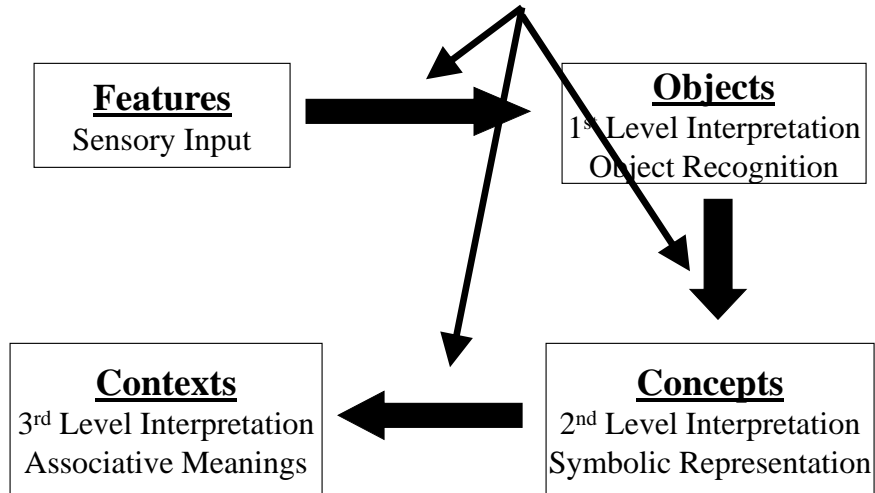 Features
Sensory Input
Objects
1st Level Interpretation
Object Recognition
Contexts
3rd Level Interpretation
Associative Meanings
Concepts
2nd Level Interpretation
Symbolic Representation